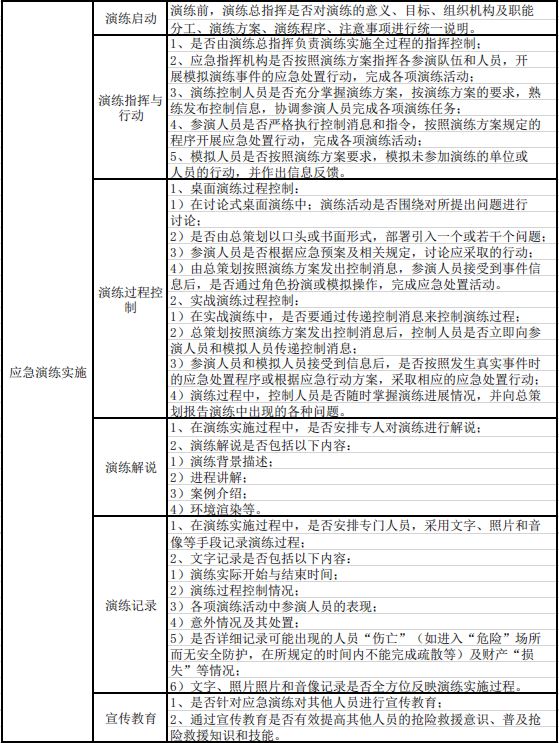 应急演练实施
演练启动
演练前，演练总指挥是否对演练的意义、目标、组织机构及职能
分工、演练方案、演练程序、注意事项进行统一说明。
演练指挥与
行动
1、是否由演练总指挥负责演练实施全过程的指挥控制；
2、应急指挥机构是否按照演练方案指挥各参演队伍和人员，开
展模拟演练事件的应急处置行动，完成各项演练活动；
3、演练控制人员是否充分掌握演练方案，按演练方案的要求，熟
练发布控制信息，协调参演人员完成各项演练任务；
4、参演人员是否严格执行控制消息和指令，按照演练方案规定的
程序开展应急处置行动，完成各项演练活动；
5、模拟人员是否按照演练方案要求，模拟未参加演练的单位或
人员的行动，并作出信息反馈。
演练过程控
制
1、桌面演练过程控制：
1）在讨论式桌面演练中；演练活动是否围绕对所提出问题进行
讨论；
2）是否由总策划以口头或书面形式，部署引入一个或若干个问题；
3）参演人员是否根据应急预案及相关规定，讨论应采取的行动；
4）由总策划按照演练方案发出控制消息，参演人员接受到事件信
息后，是否通过角色扮演或模拟操作，完成应急处置活动。
2、实战演练过程控制：
1）在实战演练中，是否要通过传递控制消息来控制演练过程；
2）总策划按照演练方案发出控制消息后，控制人员是否立即向参
演人员和模拟人员传递控制消息；
3）参演人员和模拟人员接受到信息后，是否按照发生真实事件时
的应急处置程序或根据应急行动方案，采取相应的应急处置行动；
4）演练过程中，控制人员是否随时掌握演练进展情况，并向总策
划报告演练中出现的各种问题。
演练解说
1、在演练实施过程中，是否安排专人对演练进行解说；
2、演练解说是否包括以下内容：
1）演练背景描述；
2）进程讲解；
3）案例介绍；
4）环境渲染等。
演练记录
1、在演练实施过程中，是否安排专门人员，采用文字、照片和音
像等手段记录演练过程；
2、文字记录是否包括以下内容：
1）演练实际开始与结束时间；
2）演练过程控制情况；
3）各项演练活动中参演人员的表现；
4）意外情况及其处置；
5）是否详细记录可能出现的人员“伤亡”（如进入“危险”场所
而无安全防护，在所规定的时间内不能完成疏散等）及财产“损
失”等情况；
6）文字、照片照片和音像记录是否全方位反映演练实施过程。
宣传教育
1、是否针对应急演练对其他人员进行宣传教育；
2、通过宣传教育是否有效提高其他人员的抢险救援意识、普及抢
险救援知识和技能。